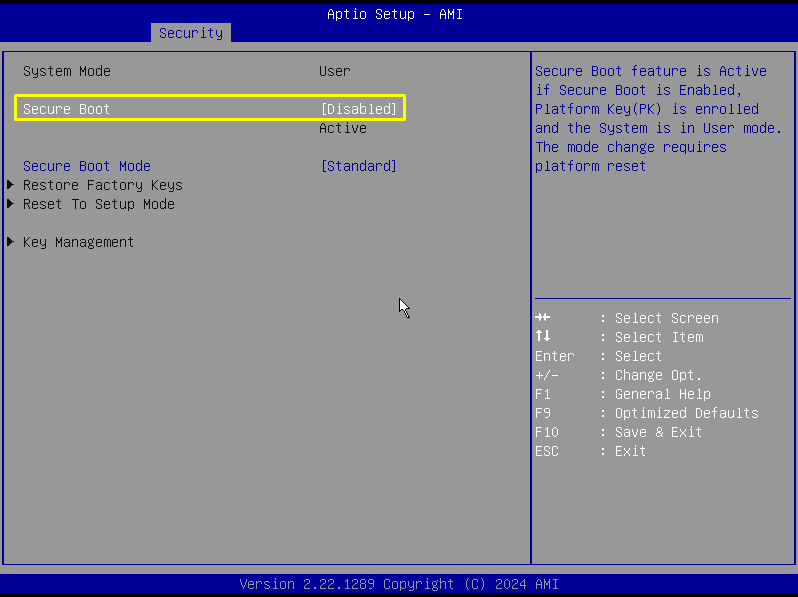 Aptio Setup - AMI
Security
System Mode User
Secure Boot [Disabled]
Active
Secure Boot Mode [Standard]
Restore Factory Keys
Reset To Setup Mode
Key Management
Secure Boot feature is Active
if Secure Boot is Enabled,
Platform Key(PK) is enrolled
and the System is in User mode.
The mode change requires
platform reset
→←: Select Screen
↑↓: Select Item
Enter : Select
+/- : Change Opt.
F1 : General Help
F9 : Optimized Defaults
F10 : Save & Exit
ESC : Exit
Version 2.22.1289 Copyright (C) 2024 AMI